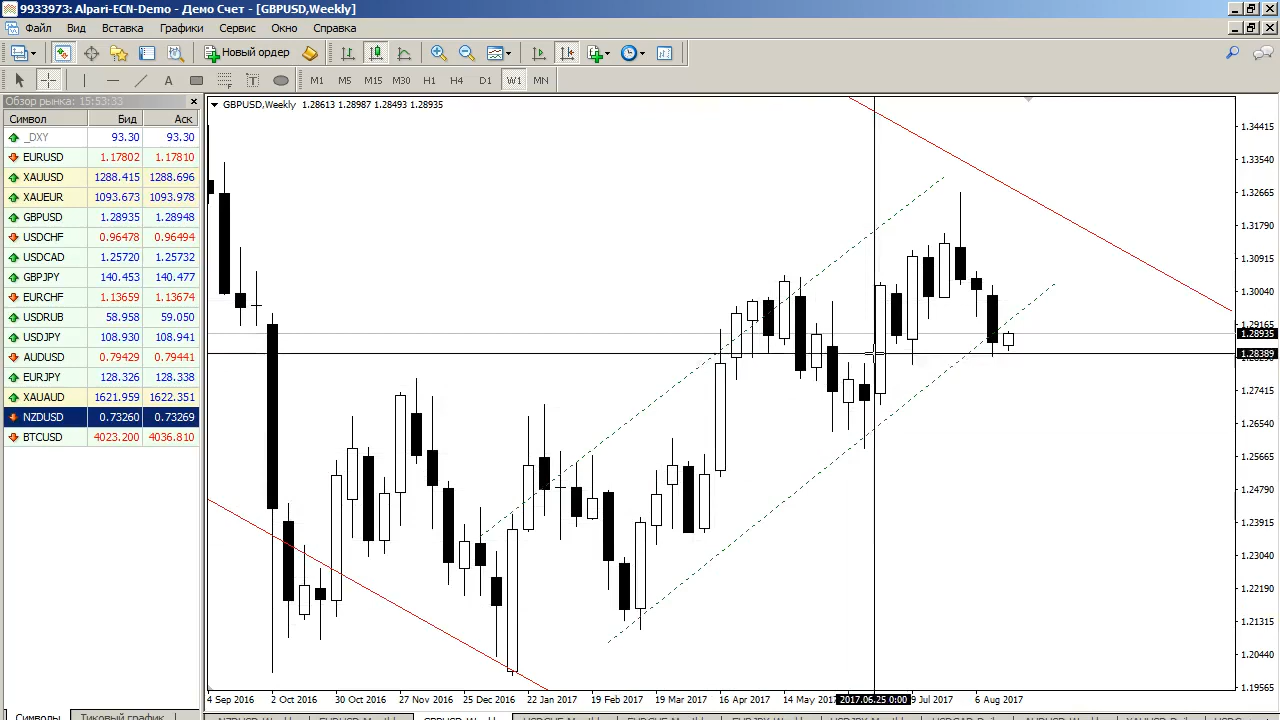 9933973: Alpari-ECN-Demo - Демо Счет - [GBPUSD,Weekly]
Файл Вид Вставка Графики Сервис Окно Справка
Новый ордер
A T M1 M5 M15 M30 H1 H4 D1 W1 MN
Обзор рынка: 15:53:33
Символ Бид Аск
_DXY 93.30 93.30
EURUSD 1.17802 1.17810
XAUUSD 1288.415 1288.696
XAUEUR 1093.673 1093.978
GBPUSD 1.28935 1.28948
USDCHF 0.96478 0.96494
USDCAD 1.25720 1.25732
GBPJPY 140.453 140.477
EURCHF 1.13659 1.13674
USDRUB 58.958 59.050
USDJPY 108.930 108.941
AUDUSD 0.79429 0.79441
EURJPY 128.326 128.338
XAUAUD 1621.959 1622.351
NZDUSD 0.73260 0.73269
BTCUSD 4023.200 4036.810
GBPUSD,Weekly 1.28613 1.28987 1.28493 1.28935
1.34415
1.33540
1.32665
1.31790
1.30915
1.30040
1.29165
1.28935
1.28389
1.27415
1.26540
1.25665
1.24790
1.23915
1.23040
1.22190
1.21315
1.20440
1.19565
4 Sep 2016 2 Oct 2016 30 Oct 2016 27 Nov 2016 25 Dec 2016 22 Jan 2017 19 Feb 2017 19 Mar 2017 16 Apr 2017 14 May 2017 2017.06.25 0:00 9 Jul 2017 6 Aug 2017
Символы Тиковый график